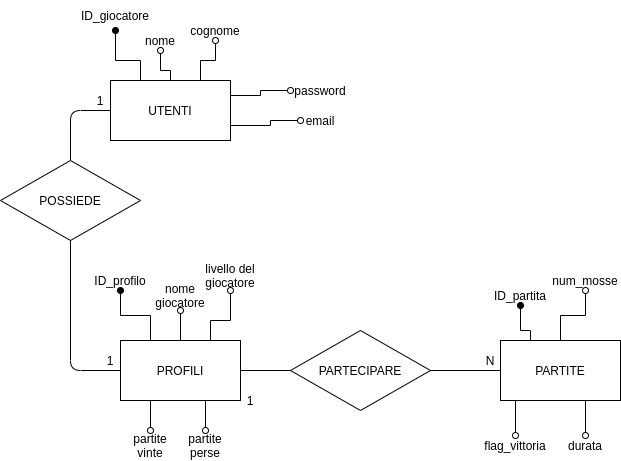 ID_giocatore
nome
cognome
password
email
1
UTENTI
POSSIEDE
ID_profilo
nome
giocatore
livello del
giocatore
1
PROFILI
1
partite
vinte
partite
perse
PARTECIPARE
N
ID_partita
num_mosse
PARTITE
flag_vittoria
durata